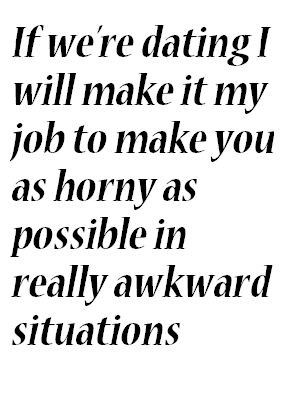 If we're dating I
will make it my
job to make you
as horny as
possible in
really awkward
situations